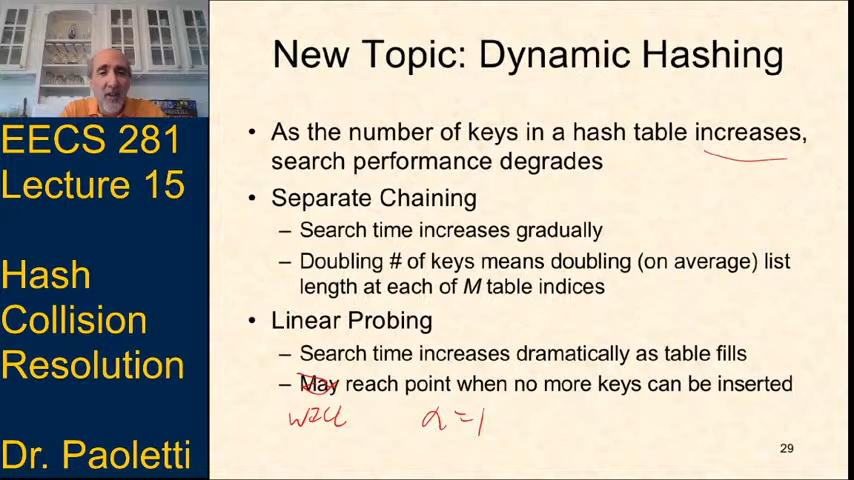 New Topic: Dynamic Hashing
EECS 281
Lecture 15
Hash
Collision
Resolution
Dr. Paoletti
• As the number of keys in a hash table increases,
search performance degrades
• Separate Chaining
– Search time increases gradually
– Doubling # of keys means doubling (on average) list
length at each of M table indices
• Linear Probing
– Search time increases dramatically as table fills
– May reach point when no more keys can be inserted
WILL α=1
29